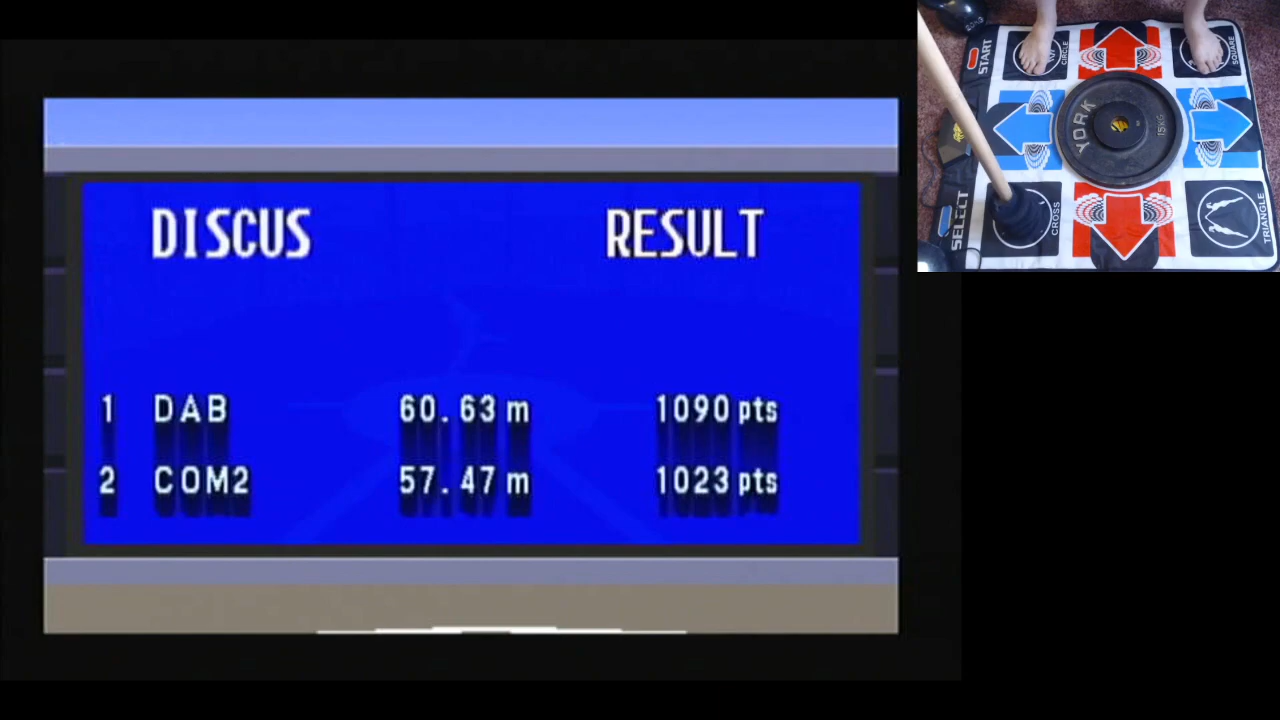 DISCUS RESULT
1 DAB 60.63 m 1090 pts
2 COM2 57.47 m 1023 pts
START
CIRCLE
SQUARE
YORK
15KG
SELECT
CROSS
TRIANGLE